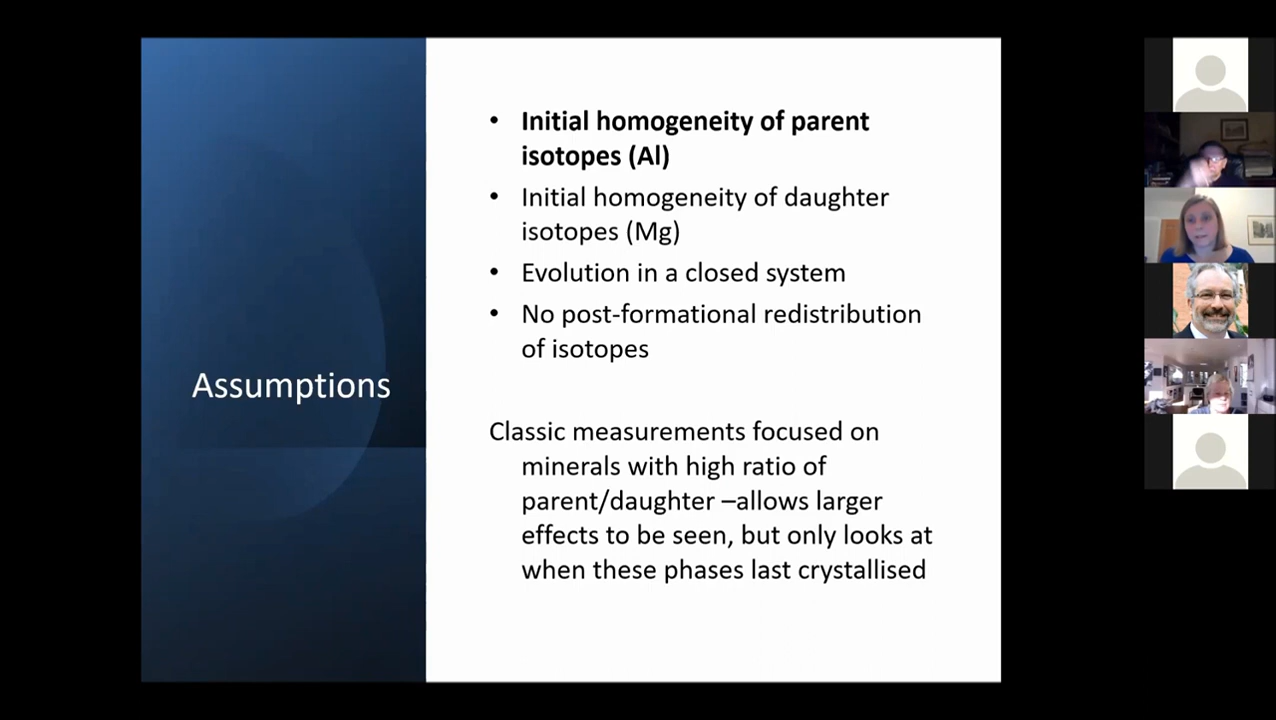 Assumptions
• Initial homogeneity of parent
isotopes (Al)
• Initial homogeneity of daughter
isotopes (Mg)
• Evolution in a closed system
• No post-formational redistribution
of isotopes
Classic measurements focused on
minerals with high ratio of
parent/daughter –allows larger
effects to be seen, but only looks at
when these phases last crystallised